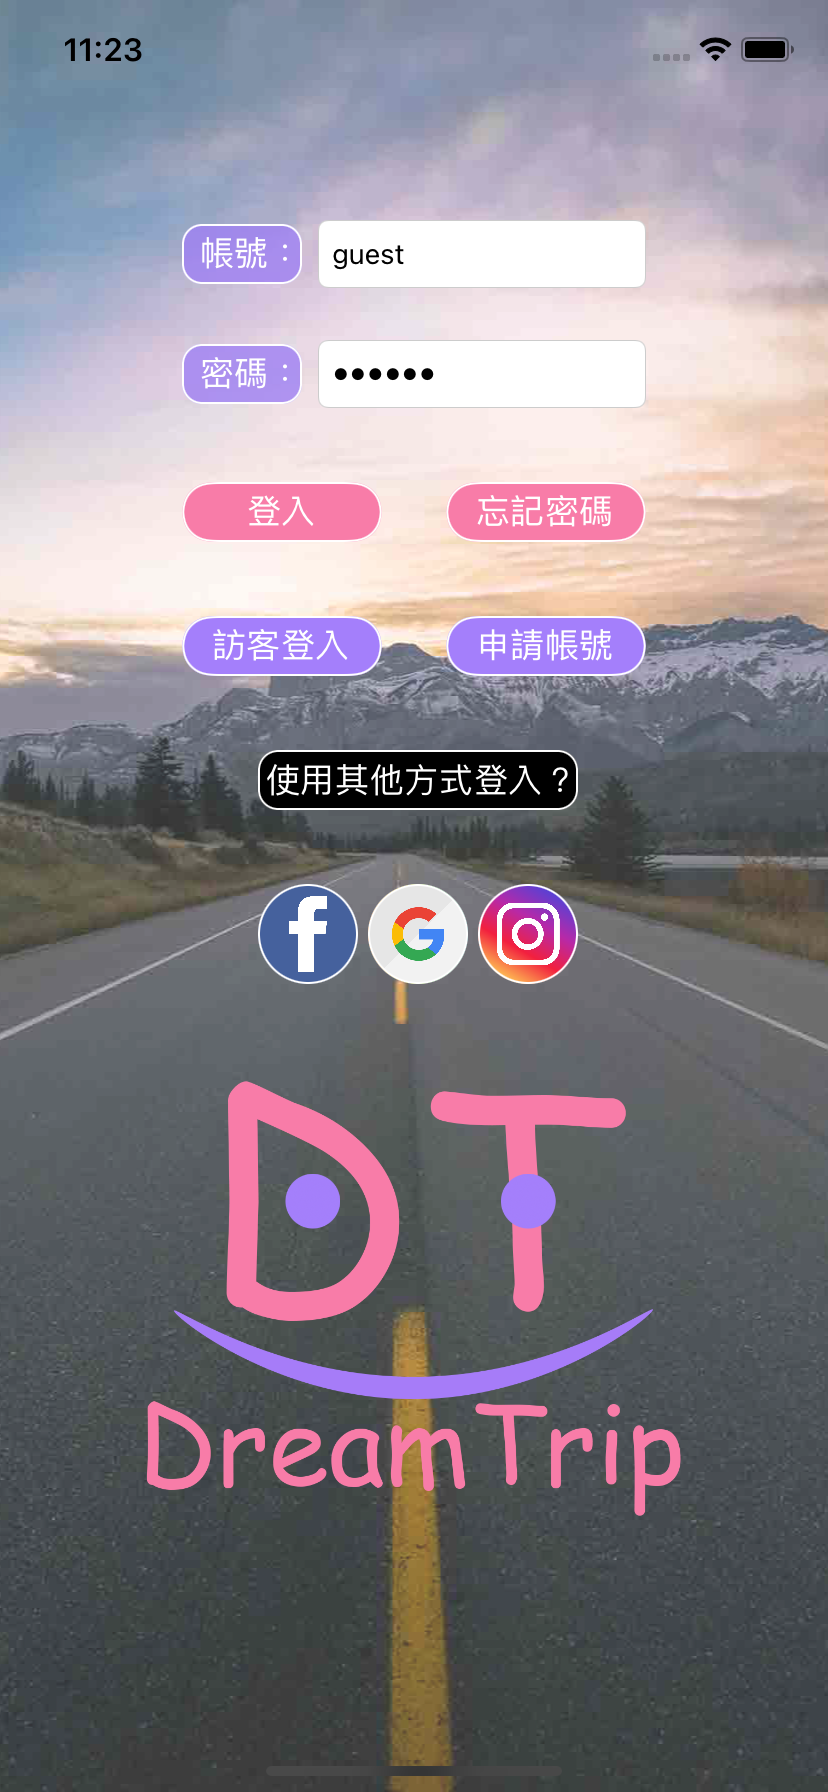 11:23
帳號： guest
密碼： ••••••
登入 忘記密碼
訪客登入 申請帳號
使用其他方式登入？
DT
DreamTrip